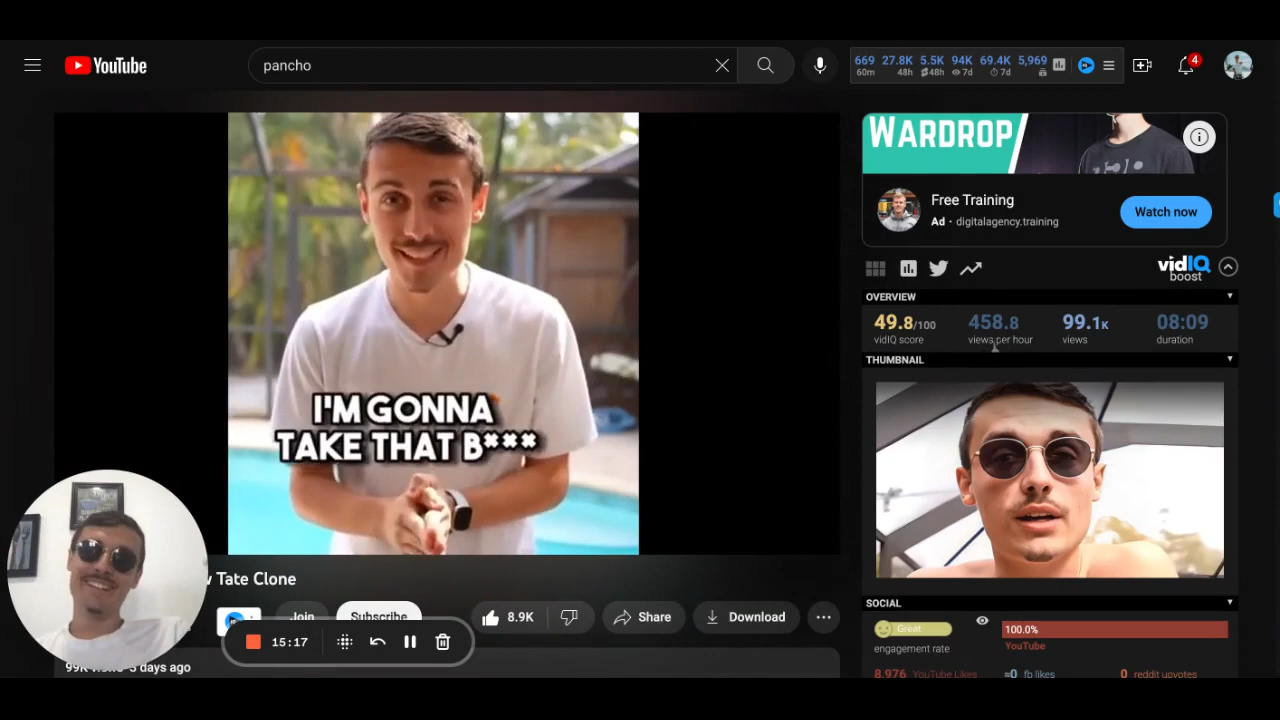 YouTube
pancho
669 27.8K 5.5K 94K 69.4K 5,969
60m 48h 48h 7d 7d
4
WARDROP
Free Training
Ad · digitalagency.training
Watch now
vidIQ
boost
OVERVIEW
49.8/100 458.8 99.1K 08:09
vidIQ score views per hour views duration
THUMBNAIL
I'M GONNA
TAKE THAT B***
Tate Clone
Join
Subscribe
8.9K
Share
Download
15:17
days ago
SOCIAL
Great
engagement rate
100.0%
YouTube
8,976 YouTube Likes ≈0 fb likes 0 reddit upvotes